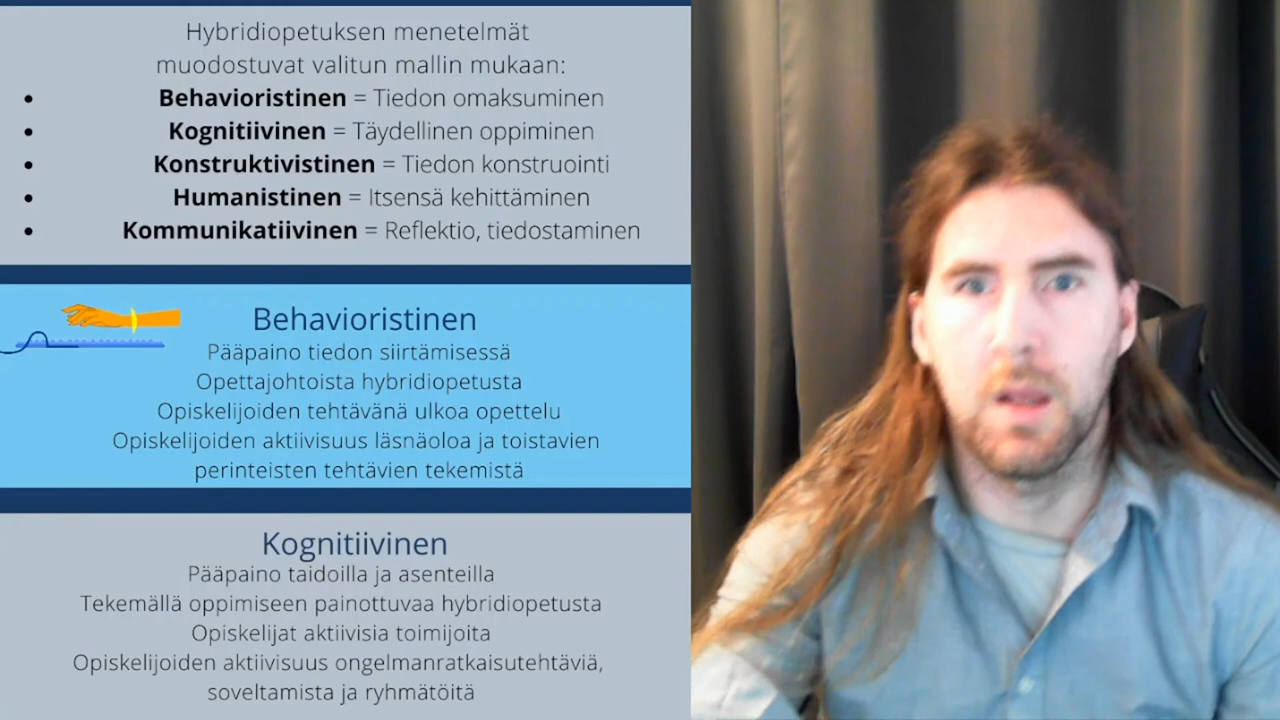 Hybridiopetuksen menetelmät
muodostuvat valitun mallin mukaan:
Behavioristinen = Tiedon omaksuminen
Kognitiivinen = Täydellinen oppiminen
Konstruktivistinen = Tiedon konstruointi
Humanistinen = Itsensä kehittäminen
Kommunikatiivinen = Reflektio, tiedostaminen
Behavioristinen
Pääpaino tiedon siirtämisessä
Opettajohtoista hybridiopetusta
Opiskelijoiden tehtävänä ulkoa opettelu
Opiskelijoiden aktiivisuus läsnäoloa ja toistavien
perinteisten tehtävien tekemistä
Kognitiivinen
Pääpaino taidoilla ja asenteilla
Tekemällä oppimiseen painottuvaa hybridiopetusta
Opiskelijat aktiivisia toimijoita
Opiskelijoiden aktiivisuus ongelmanratkaisutehtäviä,
soveltamista ja ryhmätöitä